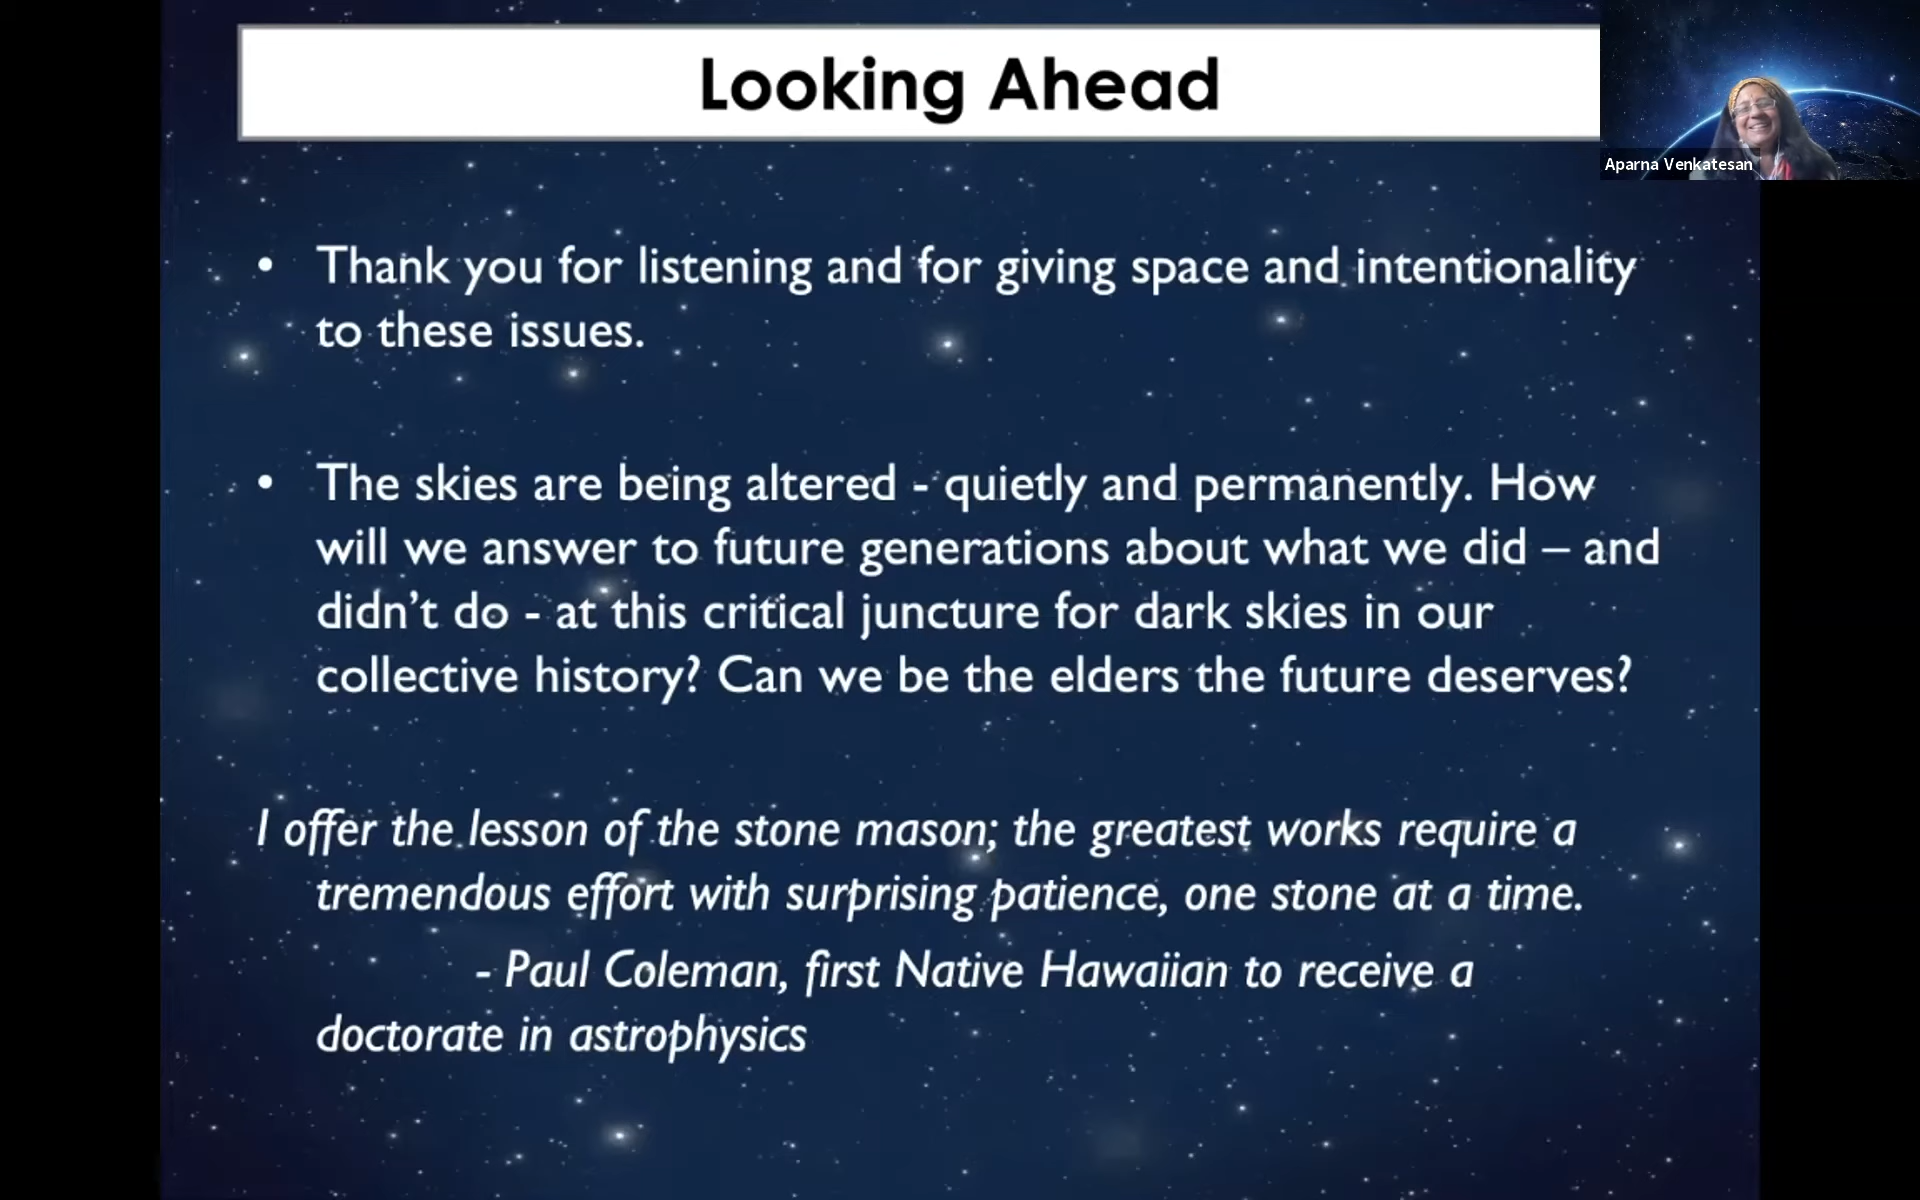 Looking Ahead
Aparna Venkatesan
• Thank you for listening and for giving space and intentionality
to these issues.
• The skies are being altered - quietly and permanently. How
will we answer to future generations about what we did – and
didn’t do - at this critical juncture for dark skies in our
collective history? Can we be the elders the future deserves?
I offer the lesson of the stone mason; the greatest works require a
tremendous effort with surprising patience, one stone at a time.
- Paul Coleman, first Native Hawaiian to receive a
doctorate in astrophysics